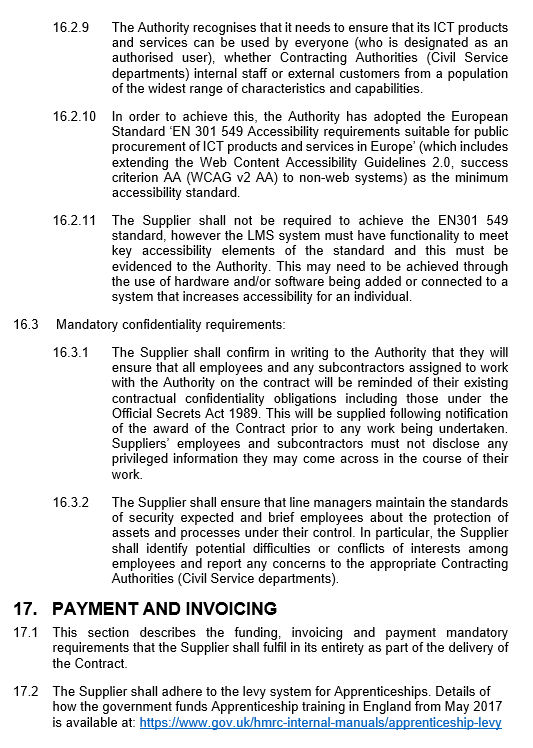 16.2.9 The Authority recognises that it needs to ensure that its ICT products
and services can be used by everyone (who is designated as an
authorised user), whether Contracting Authorities (Civil Service
departments) internal staff or external customers from a population
of the widest range of characteristics and capabilities.
16.2.10 In order to achieve this, the Authority has adopted the European
Standard ‘EN 301 549 Accessibility requirements suitable for public
procurement of ICT products and services in Europe’ (which includes
extending the Web Content Accessibility Guidelines 2.0, success
criterion AA (WCAG v2 AA) to non-web systems) as the minimum
accessibility standard.
16.2.11 The Supplier shall not be required to achieve the EN301 549
standard, however the LMS system must have functionality to meet
key accessibility elements of the standard and this must be
evidenced to the Authority. This may need to be achieved through
the use of hardware and/or software being added or connected to a
system that increases accessibility for an individual.
16.3 Mandatory confidentiality requirements:
16.3.1 The Supplier shall confirm in writing to the Authority that they will
ensure that all employees and any subcontractors assigned to work
with the Authority on the contract will be reminded of their existing
contractual confidentiality obligations including those under the
Official Secrets Act 1989. This will be supplied following notification
of the award of the Contract prior to any work being undertaken.
Suppliers’ employees and subcontractors must not disclose any
privileged information they may come across in the course of their
work.
16.3.2 The Supplier shall ensure that line managers maintain the standards
of security expected and brief employees about the protection of
assets and processes under their control. In particular, the Supplier
shall identify potential difficulties or conflicts of interests among
employees and report any concerns to the appropriate Contracting
Authorities (Civil Service departments).
17. PAYMENT AND INVOICING
17.1 This section describes the funding, invoicing and payment mandatory
requirements that the Supplier shall fulfil in its entirety as part of the delivery of
the Contract.
17.2 The Supplier shall adhere to the levy system for Apprenticeships. Details of
how the government funds Apprenticeship training in England from May 2017
is available at: https://www.gov.uk/hmrc-internal-manuals/apprenticeship-levy